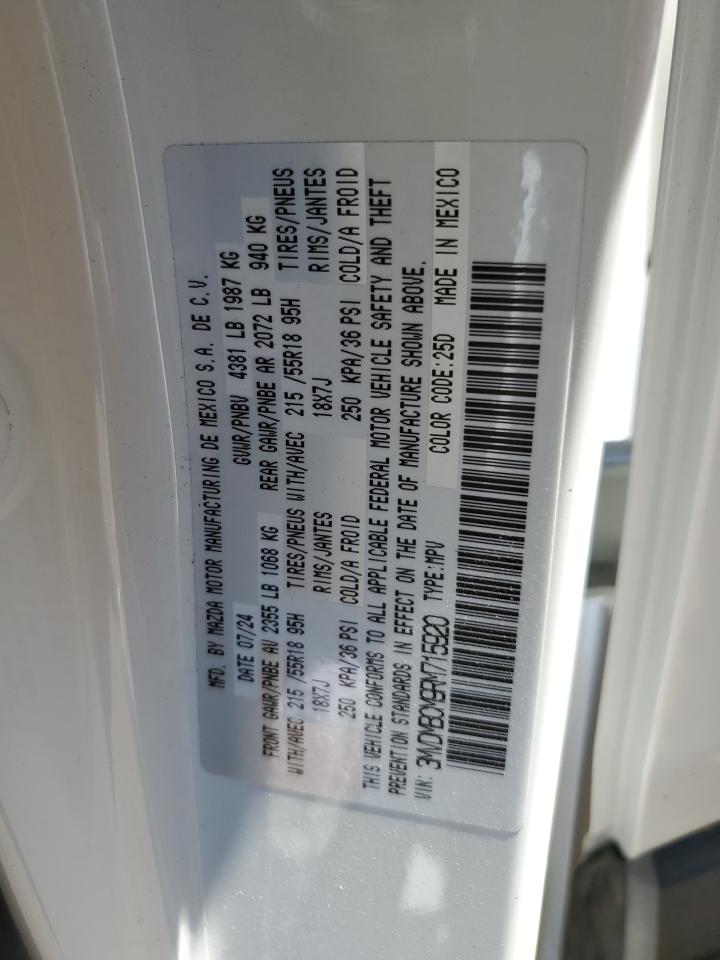 MFD. BY MAZDA MOTOR MANUFACTURING DE MEXICO S.A. DE C.V.
DATE 07/24 GVWR/PNBV 4381 LB 1987 KG
FRONT GAWR/PNBE AV 2355 LB 1068 KG REAR GAWR/PNBE AR 2072 LB 940 KG
WITH/AVEC 215 /55R18 95H TIRES/PNEUS WITH/AVEC 215 /55R18 95H TIRES/PNEUS
18X7J RIMS/JANTES 18X7J RIMS/JANTES
250 KPA/36 PSI COLD/A FROID 250 KPA/36 PSI COLD/A FROID
THIS VEHICLE CONFORMS TO ALL APPLICABLE FEDERAL MOTOR VEHICLE SAFETY AND THEFT
PREVENTION STANDARDS IN EFFECT ON THE DATE OF MANUFACTURE SHOWN ABOVE.
VIN: 3MVDMBCM9RM715920 TYPE:MPV COLOR CODE:25D MADE IN MEXICO